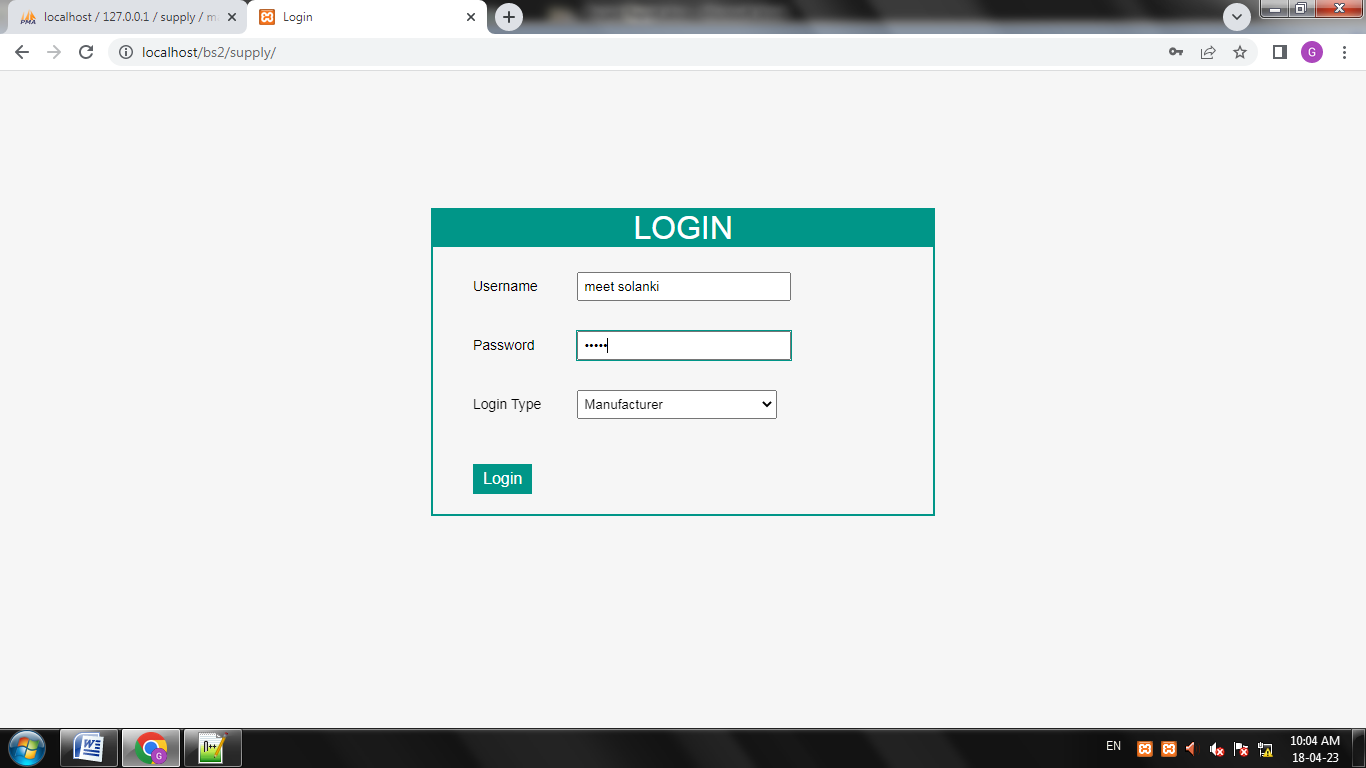 localhost / 127.0.0.1 / supply / m
Login
localhost/bs2/supply/
G
LOGIN
Username
meet solanki
Password
•••••
Login Type
Manufacturer
Login
EN
10:04 AM
18-04-23